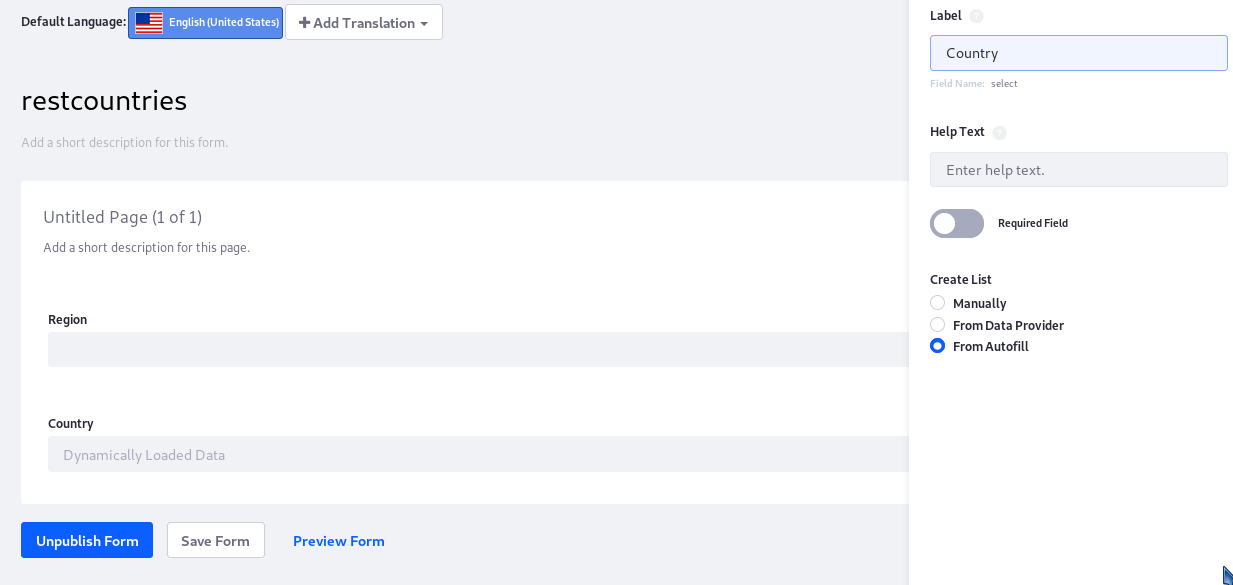 Default Language: English (United States) + Add Translation
restcountries
Add a short description for this form.
Untitled Page (1 of 1)
Add a short description for this page.
Region
Country
Dynamically Loaded Data
Unpublish Form Save Form Preview Form
Label ?
Country
Field Name: select
Help Text ?
Enter help text.
Required Field
Create List
Manually
From Data Provider
From Autofill